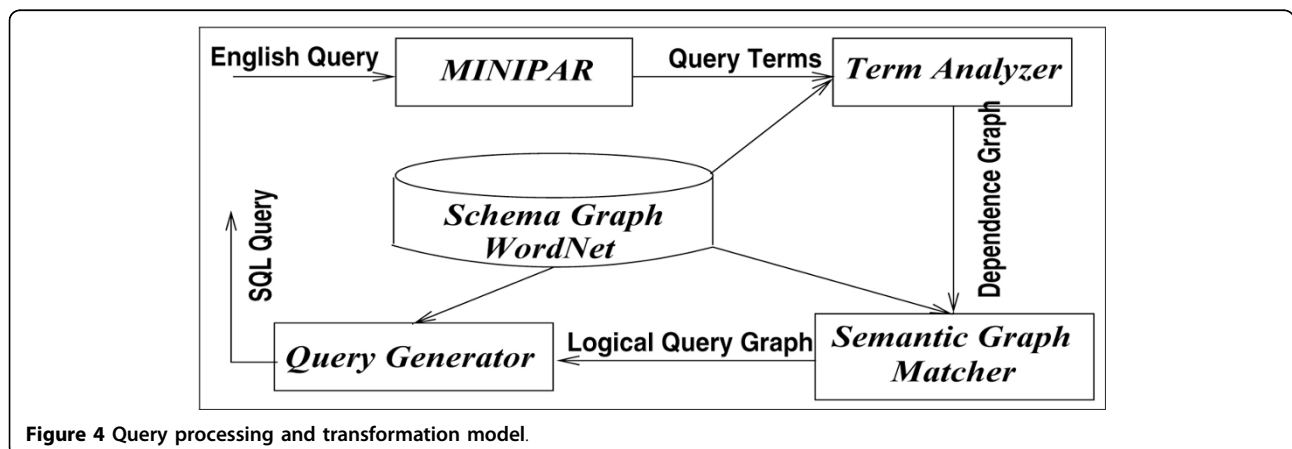 English Query
MINIPAR
Query Terms
Term Analyzer
Dependence Graph
Schema Graph
WordNet
SQL Query
Query Generator
Logical Query Graph
Semantic Graph
Matcher
Figure 4 Query processing and transformation model.